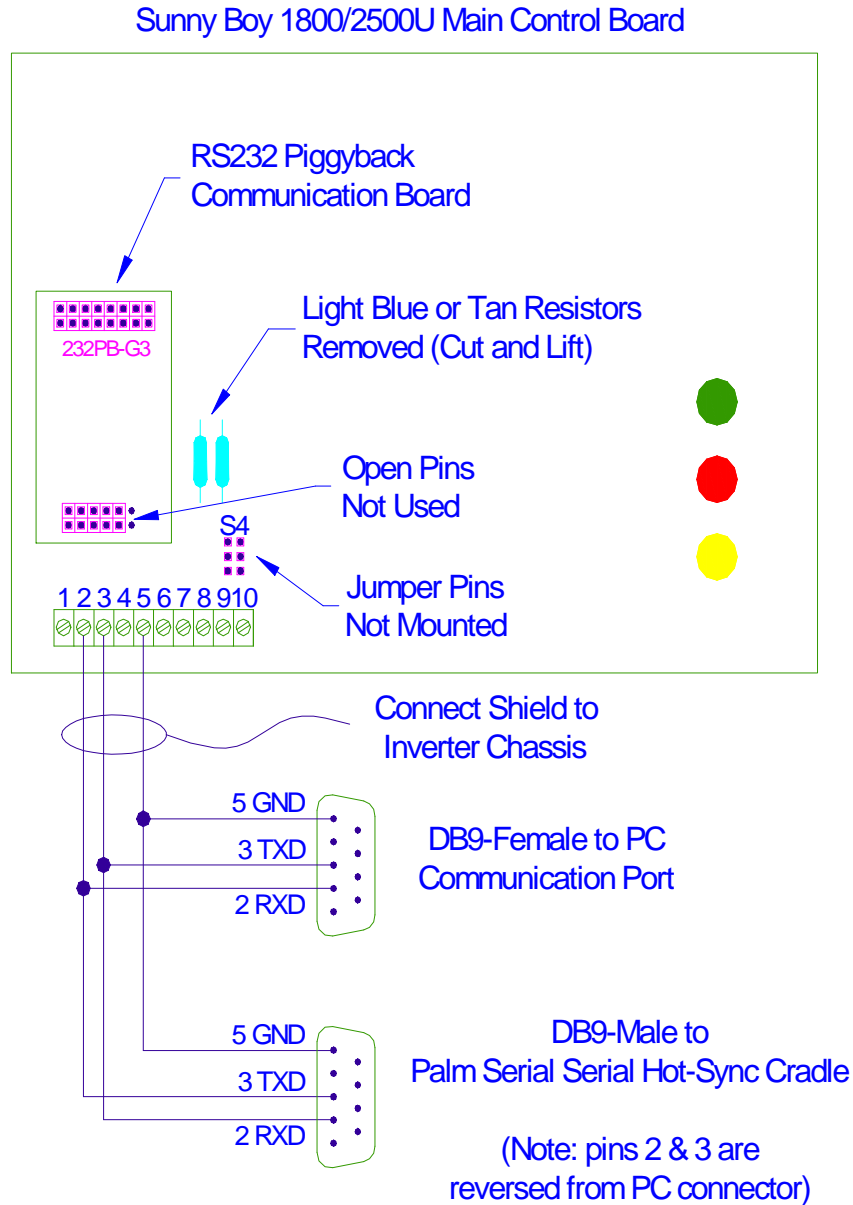 Sunny Boy 1800/2500U Main Control Board
RS232 Piggyback
Communication Board
232PB-G3
Light Blue or Tan Resistors
Removed (Cut and Lift)
Open Pins
Not Used
S4
Jumper Pins
Not Mounted
1 2 3 4 5 6 7 8 9 10
Connect Shield to
Inverter Chassis
5 GND
3 TXD
2 RXD
DB9-Female to PC
Communication Port
5 GND
3 TXD
2 RXD
DB9-Male to
Palm Serial Serial Hot-Sync Cradle
(Note: pins 2 & 3 are
reversed from PC connector)